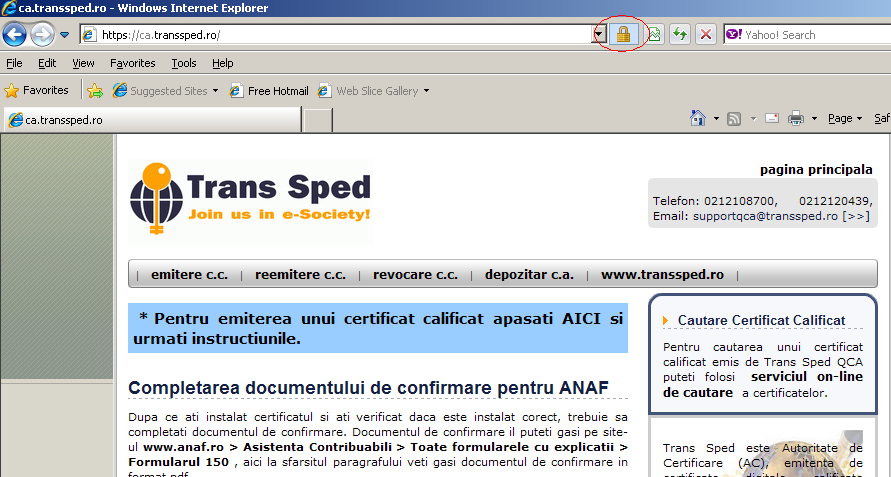 ca.transsped.ro - Windows Internet Explorer
https://ca.transsped.ro/
Yahoo! Search
File Edit View Favorites Tools Help
Favorites Suggested Sites Free Hotmail Web Slice Gallery
ca.transsped.ro
Page Saf
Trans Sped
Join us in e-Society!
pagina principala
Telefon: 0212108700, 0212120439,
Email: supportqca@transsped.ro [>>]
| emitere c.c. | reemitere c.c. | revocare c.c. | depozitar c.a. | www.transsped.ro |
* Pentru emiterea unui certificat calificat apasati AICI si
urmati instructiunile.
Completarea documentului de confirmare pentru ANAF
Dupa ce ati instalat certificatul si ati verificat daca este instalat corect, trebuie sa
completati documentul de confirmare. Documentul de confirmare il puteti gasi pe site-
ul www.anaf.ro > Asistenta Contribuabili > Toate formularele cu explicatii >
Formularul 150 , aici la sfarsitul paragrafului veti gasi documentul de confirmare in
format pdf
Cautare Certificat Calificat
Pentru cautarea unui certificat
calificat emis de Trans Sped QCA
puteti folosi serviciul on-line
de cautare a certificatelor.
Trans Sped este Autoritate de
Certificare (AC), emitenta de
certificate digitale calificate